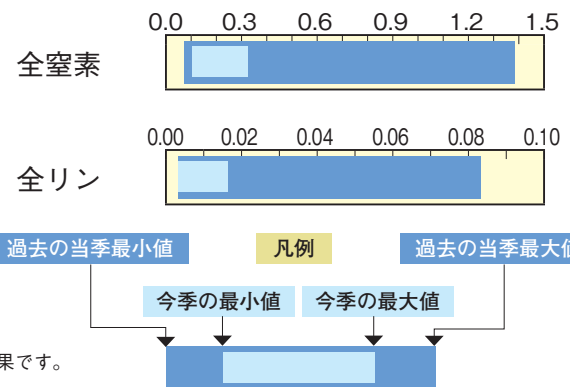 0.0 0.3 0.6 0.9 1.2 1.5
全窒素
0.00 0.02 0.04 0.06 0.08 0.10
全リン
過去の当季最小値 凡例 過去の当季最大値
今季の最小値 今季の最大値
果です。